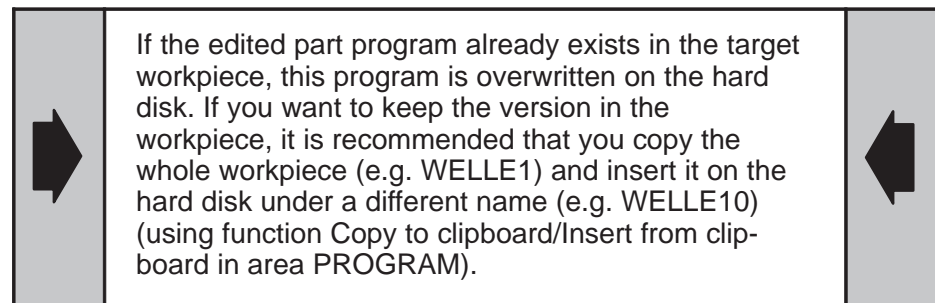 If the edited part program already exists in the target
workpiece, this program is overwritten on the hard
disk. If you want to keep the version in the
workpiece, it is recommended that you copy the
whole workpiece (e.g. WELLE1) and insert it on the
hard disk under a different name (e.g. WELLE10)
(using function Copy to clipboard/Insert from clip-
board in area PROGRAM).